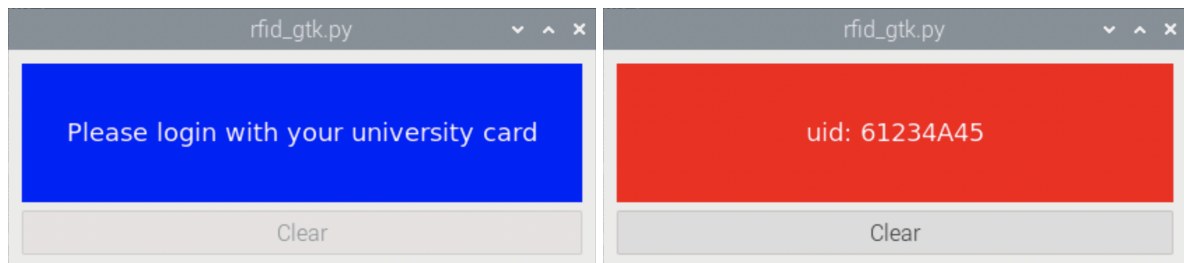 rfid_gtk.py
Please login with your university card
Clear
rfid_gtk.py
uid: 61234A45
Clear